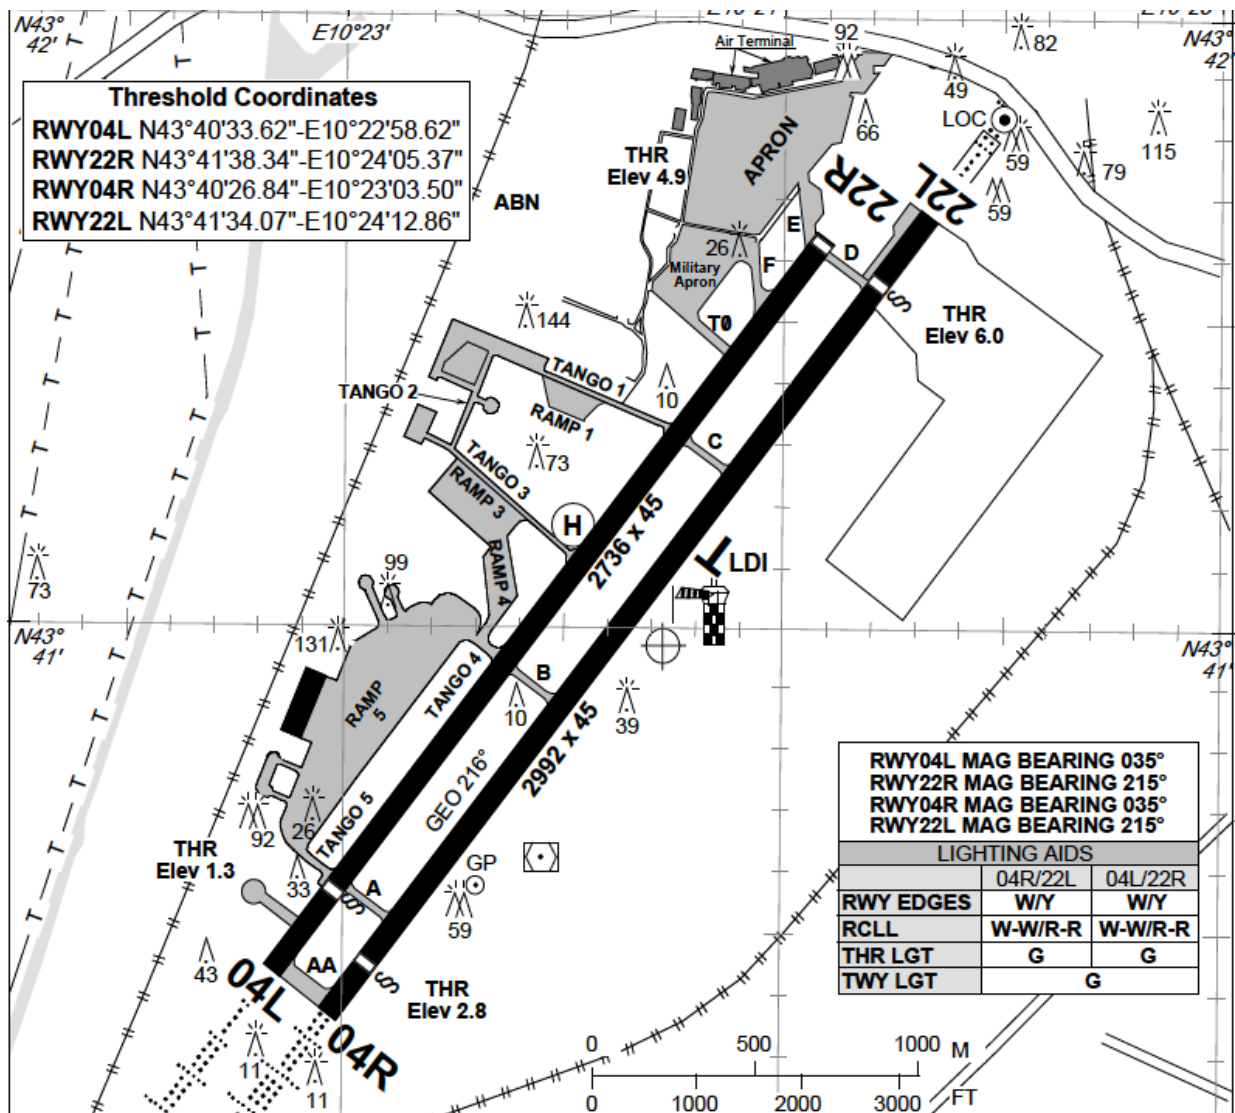 N43°
42'
E10°23'
Air Terminal
92
82
N43°
42'
49
Threshold Coordinates
RWY04L N43°40'33.62"-E10°22'58.62"
RWY22R N43°41'38.34"-E10°24'05.37"
RWY04R N43°40'26.84"-E10°23'03.50"
RWY22L N43°41'34.07"-E10°24'12.86"
LOC
66
59
115
79
THR
Elev 4.9
APRON
22R
22L
59
ABN
E
26
F
D
Military
Apron
THR
Elev 6.0
144
T0
TANGO 1
TANGO 2
10
RAMP 1
C
73
TANGO 3
RAMP 3
H
2736 x 45
RAMP 4
T
LDI
73
99
N43°
41'
131
N43°
41'
TANGO 4
B
RAMP
5
10
39
2992 x 45
GEO 216°
RWY04L MAG BEARING 035°
RWY22R MAG BEARING 215°
RWY04R MAG BEARING 035°
RWY22L MAG BEARING 215°
LIGHTING AIDS
04R/22L 04L/22R
RWY EDGES W/Y W/Y
RCLL W-W/R-R W-W/R-R
THR LGT G G
TWY LGT G
92
26
TANGO 5
THR
Elev 1.3
33
A
GP
59
43
AA
04L
THR
Elev 2.8
04R
11
11
0 500 1000 M
0 1000 2000 3000 FT